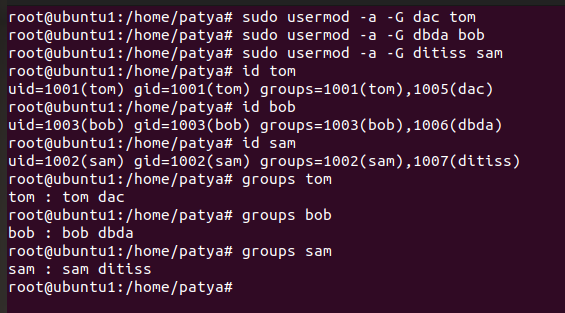 root@ubuntu1:/home/patya# sudo usermod -a -G dac tom
root@ubuntu1:/home/patya# sudo usermod -a -G dbda bob
root@ubuntu1:/home/patya# sudo usermod -a -G ditiss sam
root@ubuntu1:/home/patya# id tom
uid=1001(tom) gid=1001(tom) groups=1001(tom),1005(dac)
root@ubuntu1:/home/patya# id bob
uid=1003(bob) gid=1003(bob) groups=1003(bob),1006(dbda)
root@ubuntu1:/home/patya# id sam
uid=1002(sam) gid=1002(sam) groups=1002(sam),1007(ditiss)
root@ubuntu1:/home/patya# groups tom
tom : tom dac
root@ubuntu1:/home/patya# groups bob
bob : bob dbda
root@ubuntu1:/home/patya# groups sam
sam : sam ditiss
root@ubuntu1:/home/patya#